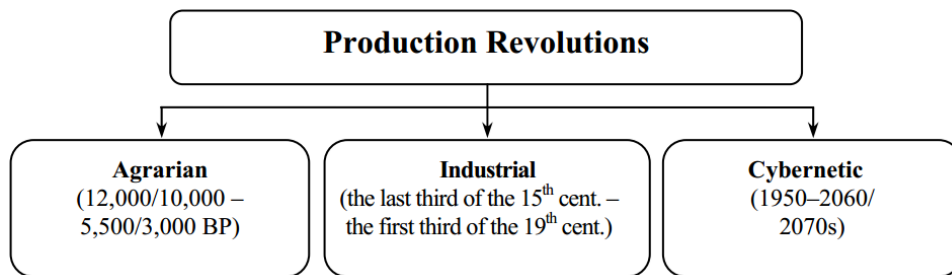 Production Revolutions
Agrarian
(12,000/10,000 –
5,500/3,000 BP)
Industrial
(the last third of the 15th cent. –
the first third of the 19th cent.)
Cybernetic
(1950–2060/
2070s)